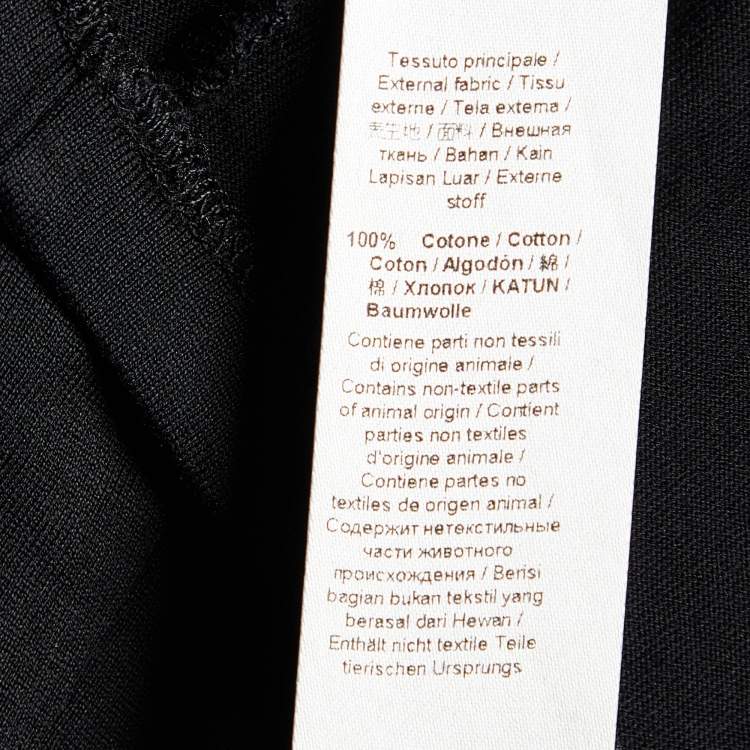 Tessuto principale /
External fabric / Tissu
externe / Tela externa /
表生地 / 面料 / Внешная
ткань / Bahan / Kain
Lapisan Luar / Externe
stoff
100% Cotone / Cotton /
Coton / Algodón / 綿 /
棉 / Хлопок / KATUN /
Baumwolle
Contiene parti non tessili
di origine animale /
Contains non-textile parts
of animal origin / Contient
parties non textiles
d'origine animale /
Contiene partes no
textiles de origen animal /
Содержит нетекстильные
части животного
происхождения / Berisi
bagian bukan tekstil yang
berasal dari Hewan /
Enthält nicht textile Teile
tierischen Ursprungs